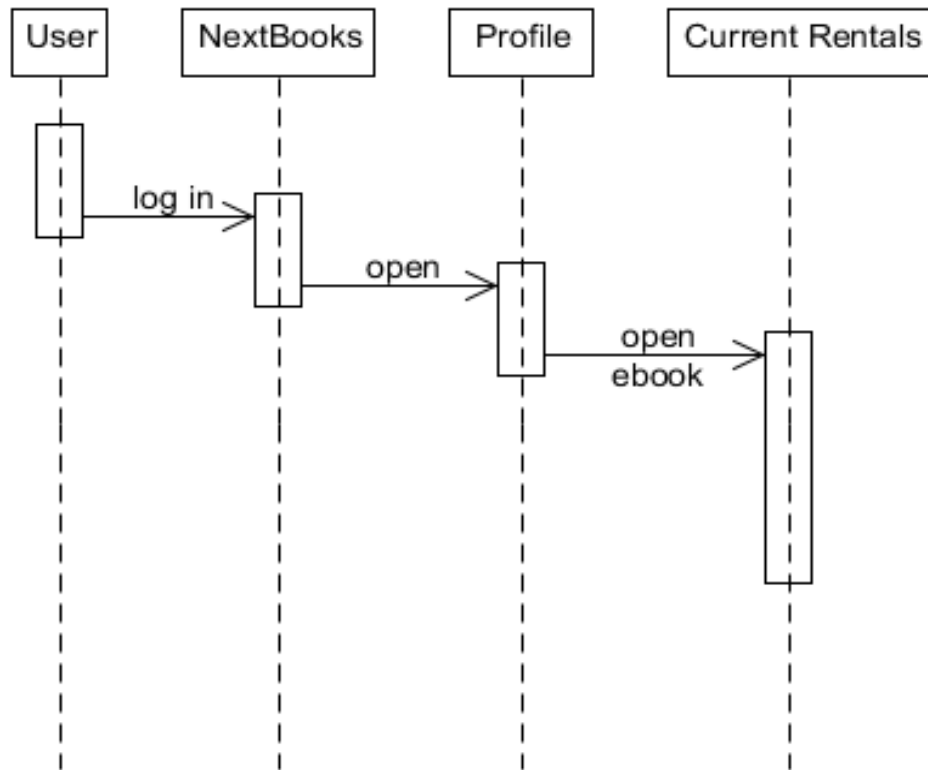 User
NextBooks
Profile
Current Rentals
log in
open
open
ebook